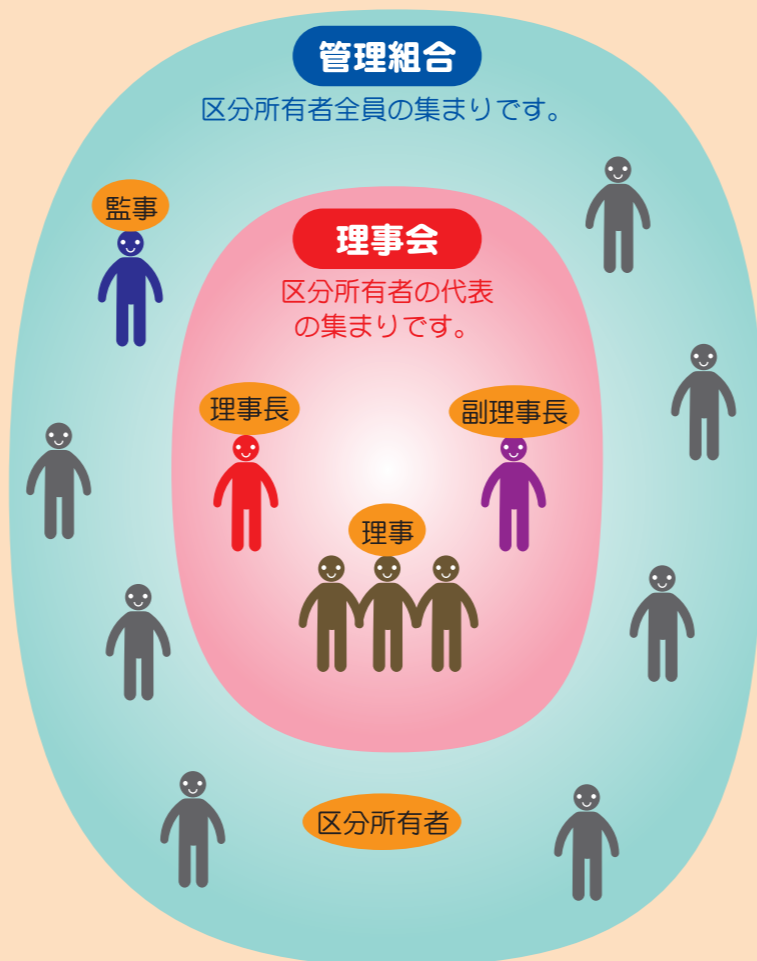 管理組合
区分所有者全員の集まりです。
監事
理事会
区分所有者の代表
の集まりです。
理事長
副理事長
理事
区分所有者